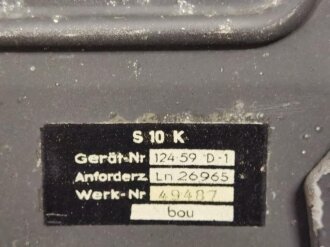 S 10 K
Gerät-Nr 124-59 D-1
Anforderz Ln 26965
Werk-Nr 49487
bou